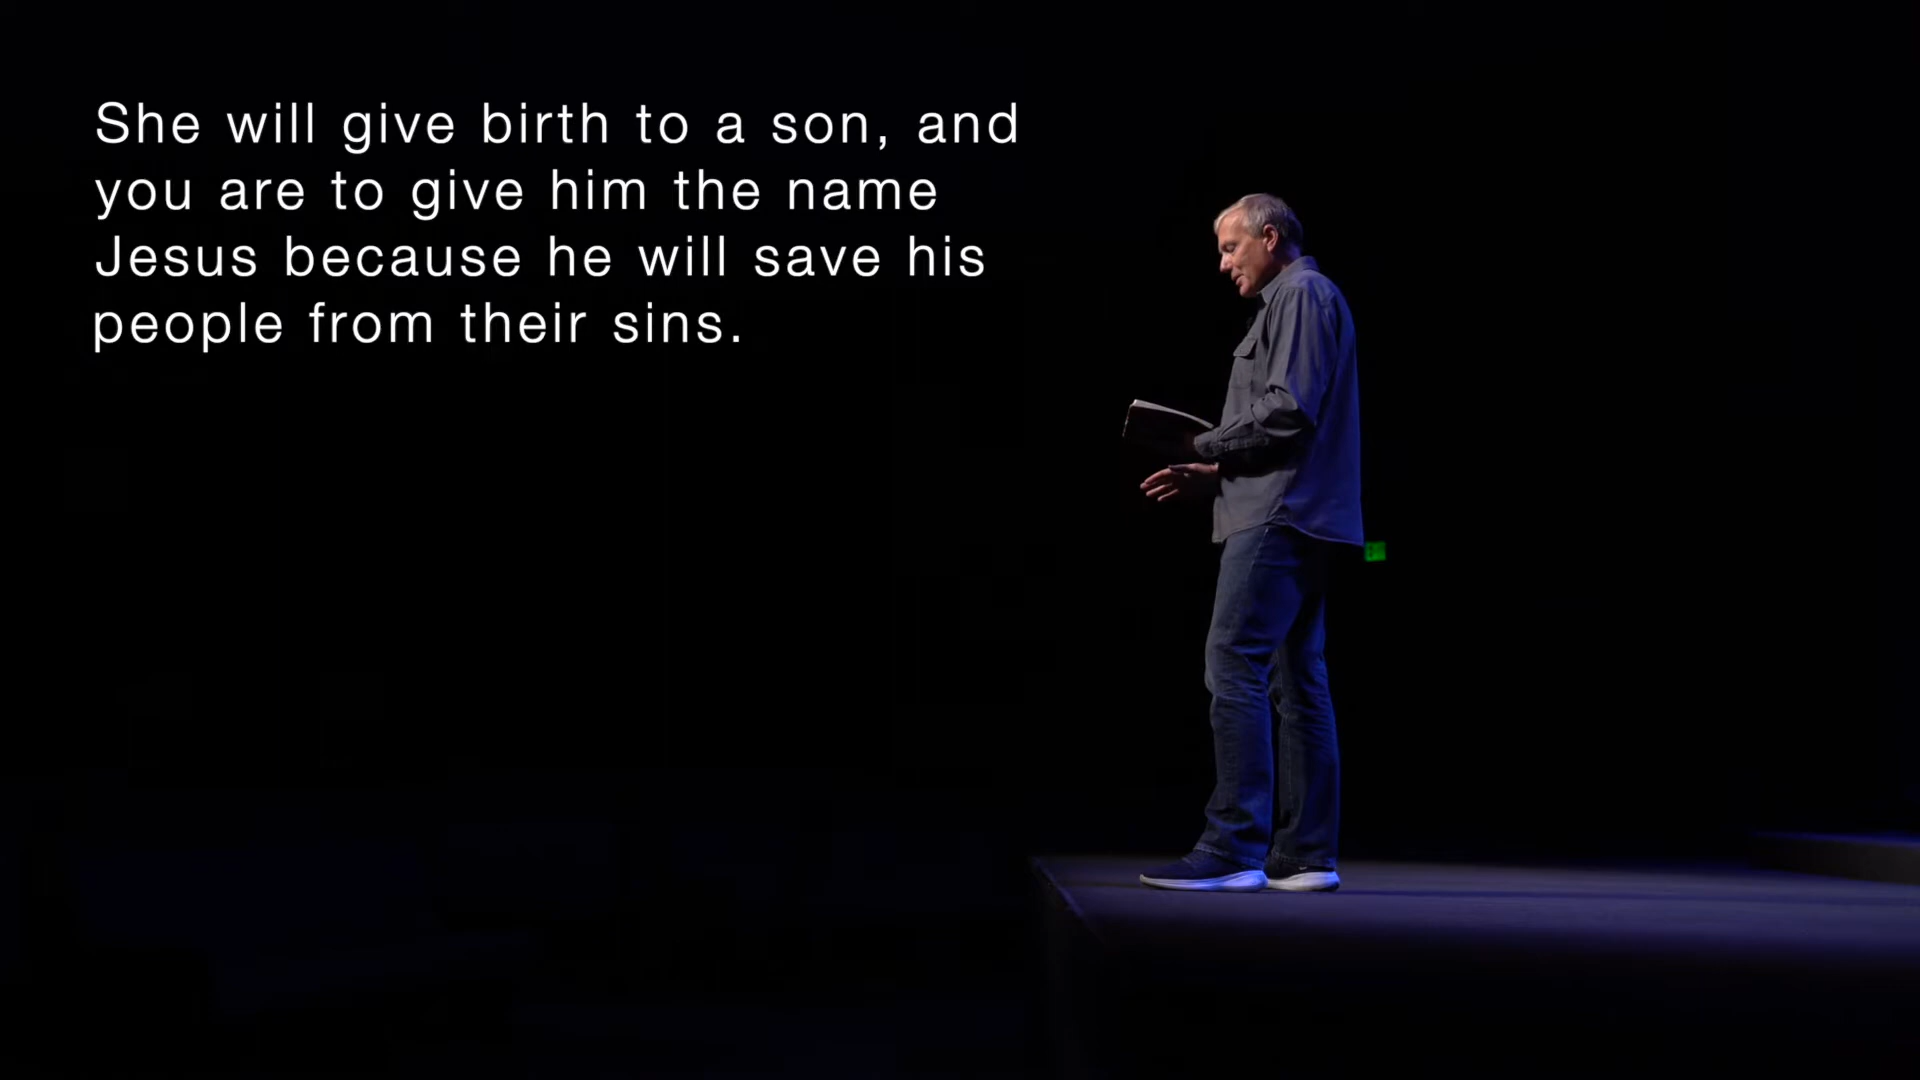 She will give birth to a son, and
you are to give him the name
Jesus because he will save his
people from their sins.